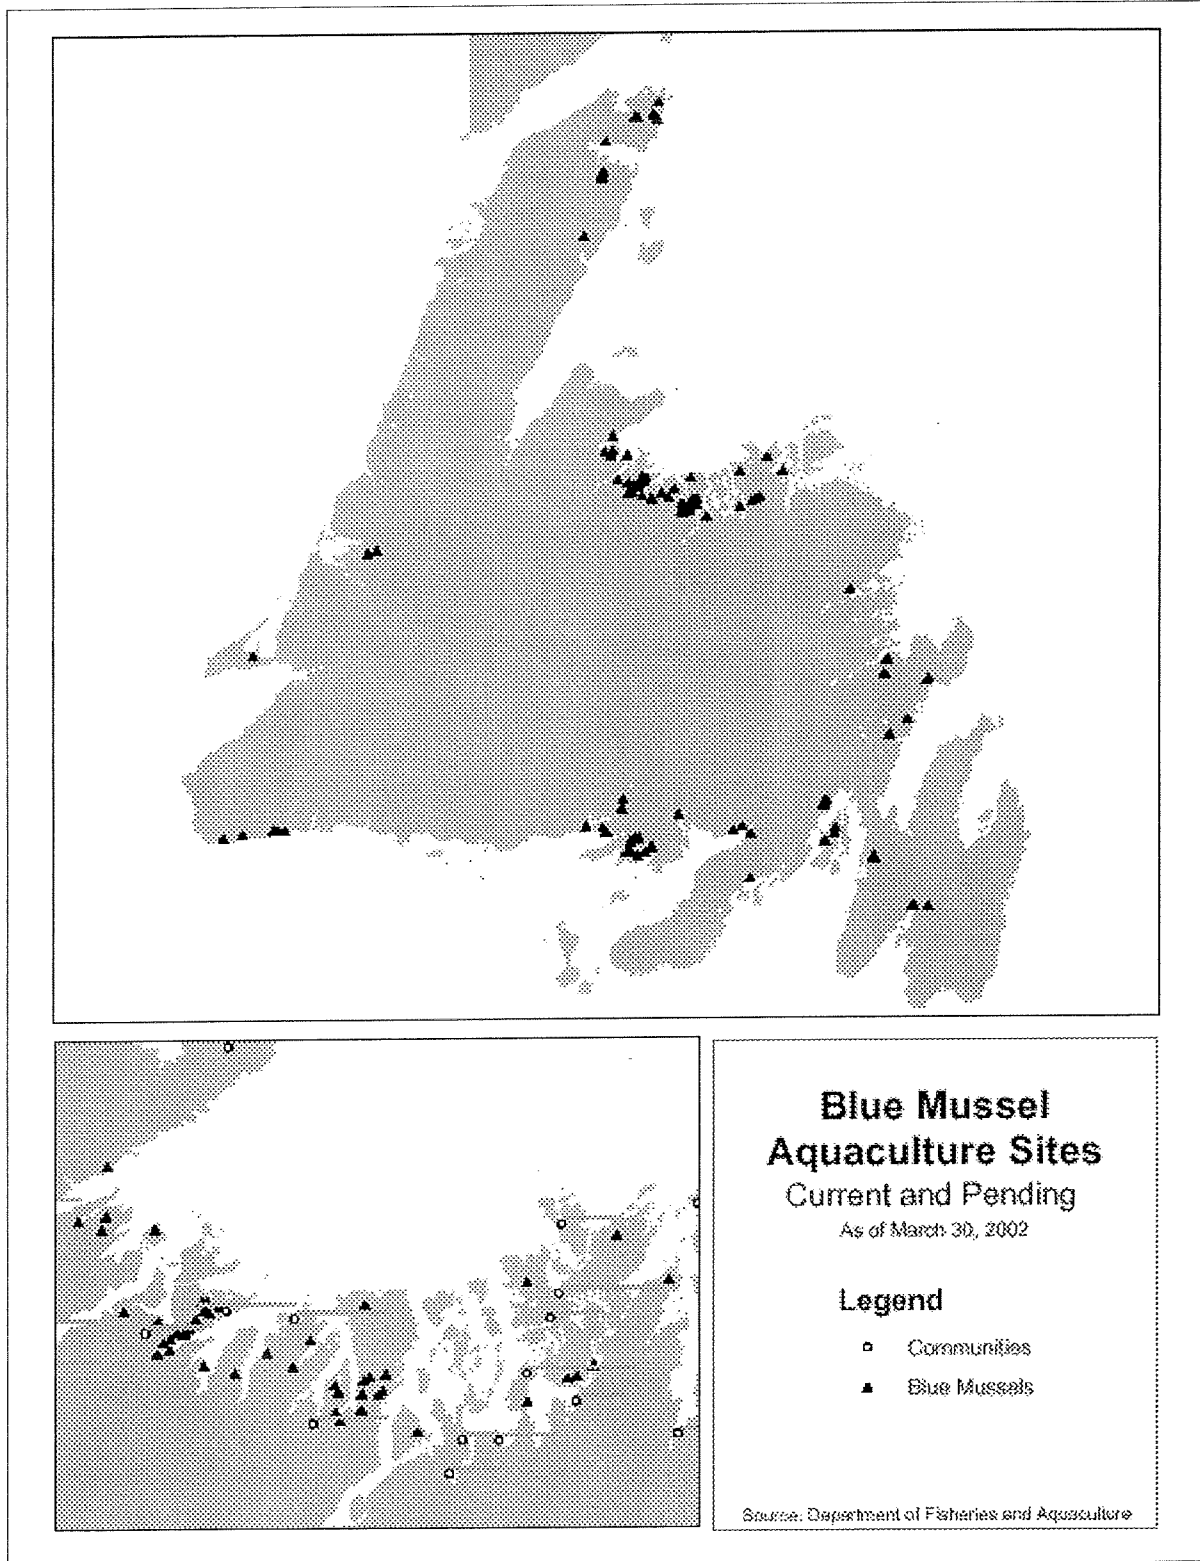 Blue Mussel
Aquaculture Sites
Current and Pending
As of March 30, 2002
Legend
Communities
Blue Mussels
Source: Department of Fisheries and Aquaculture